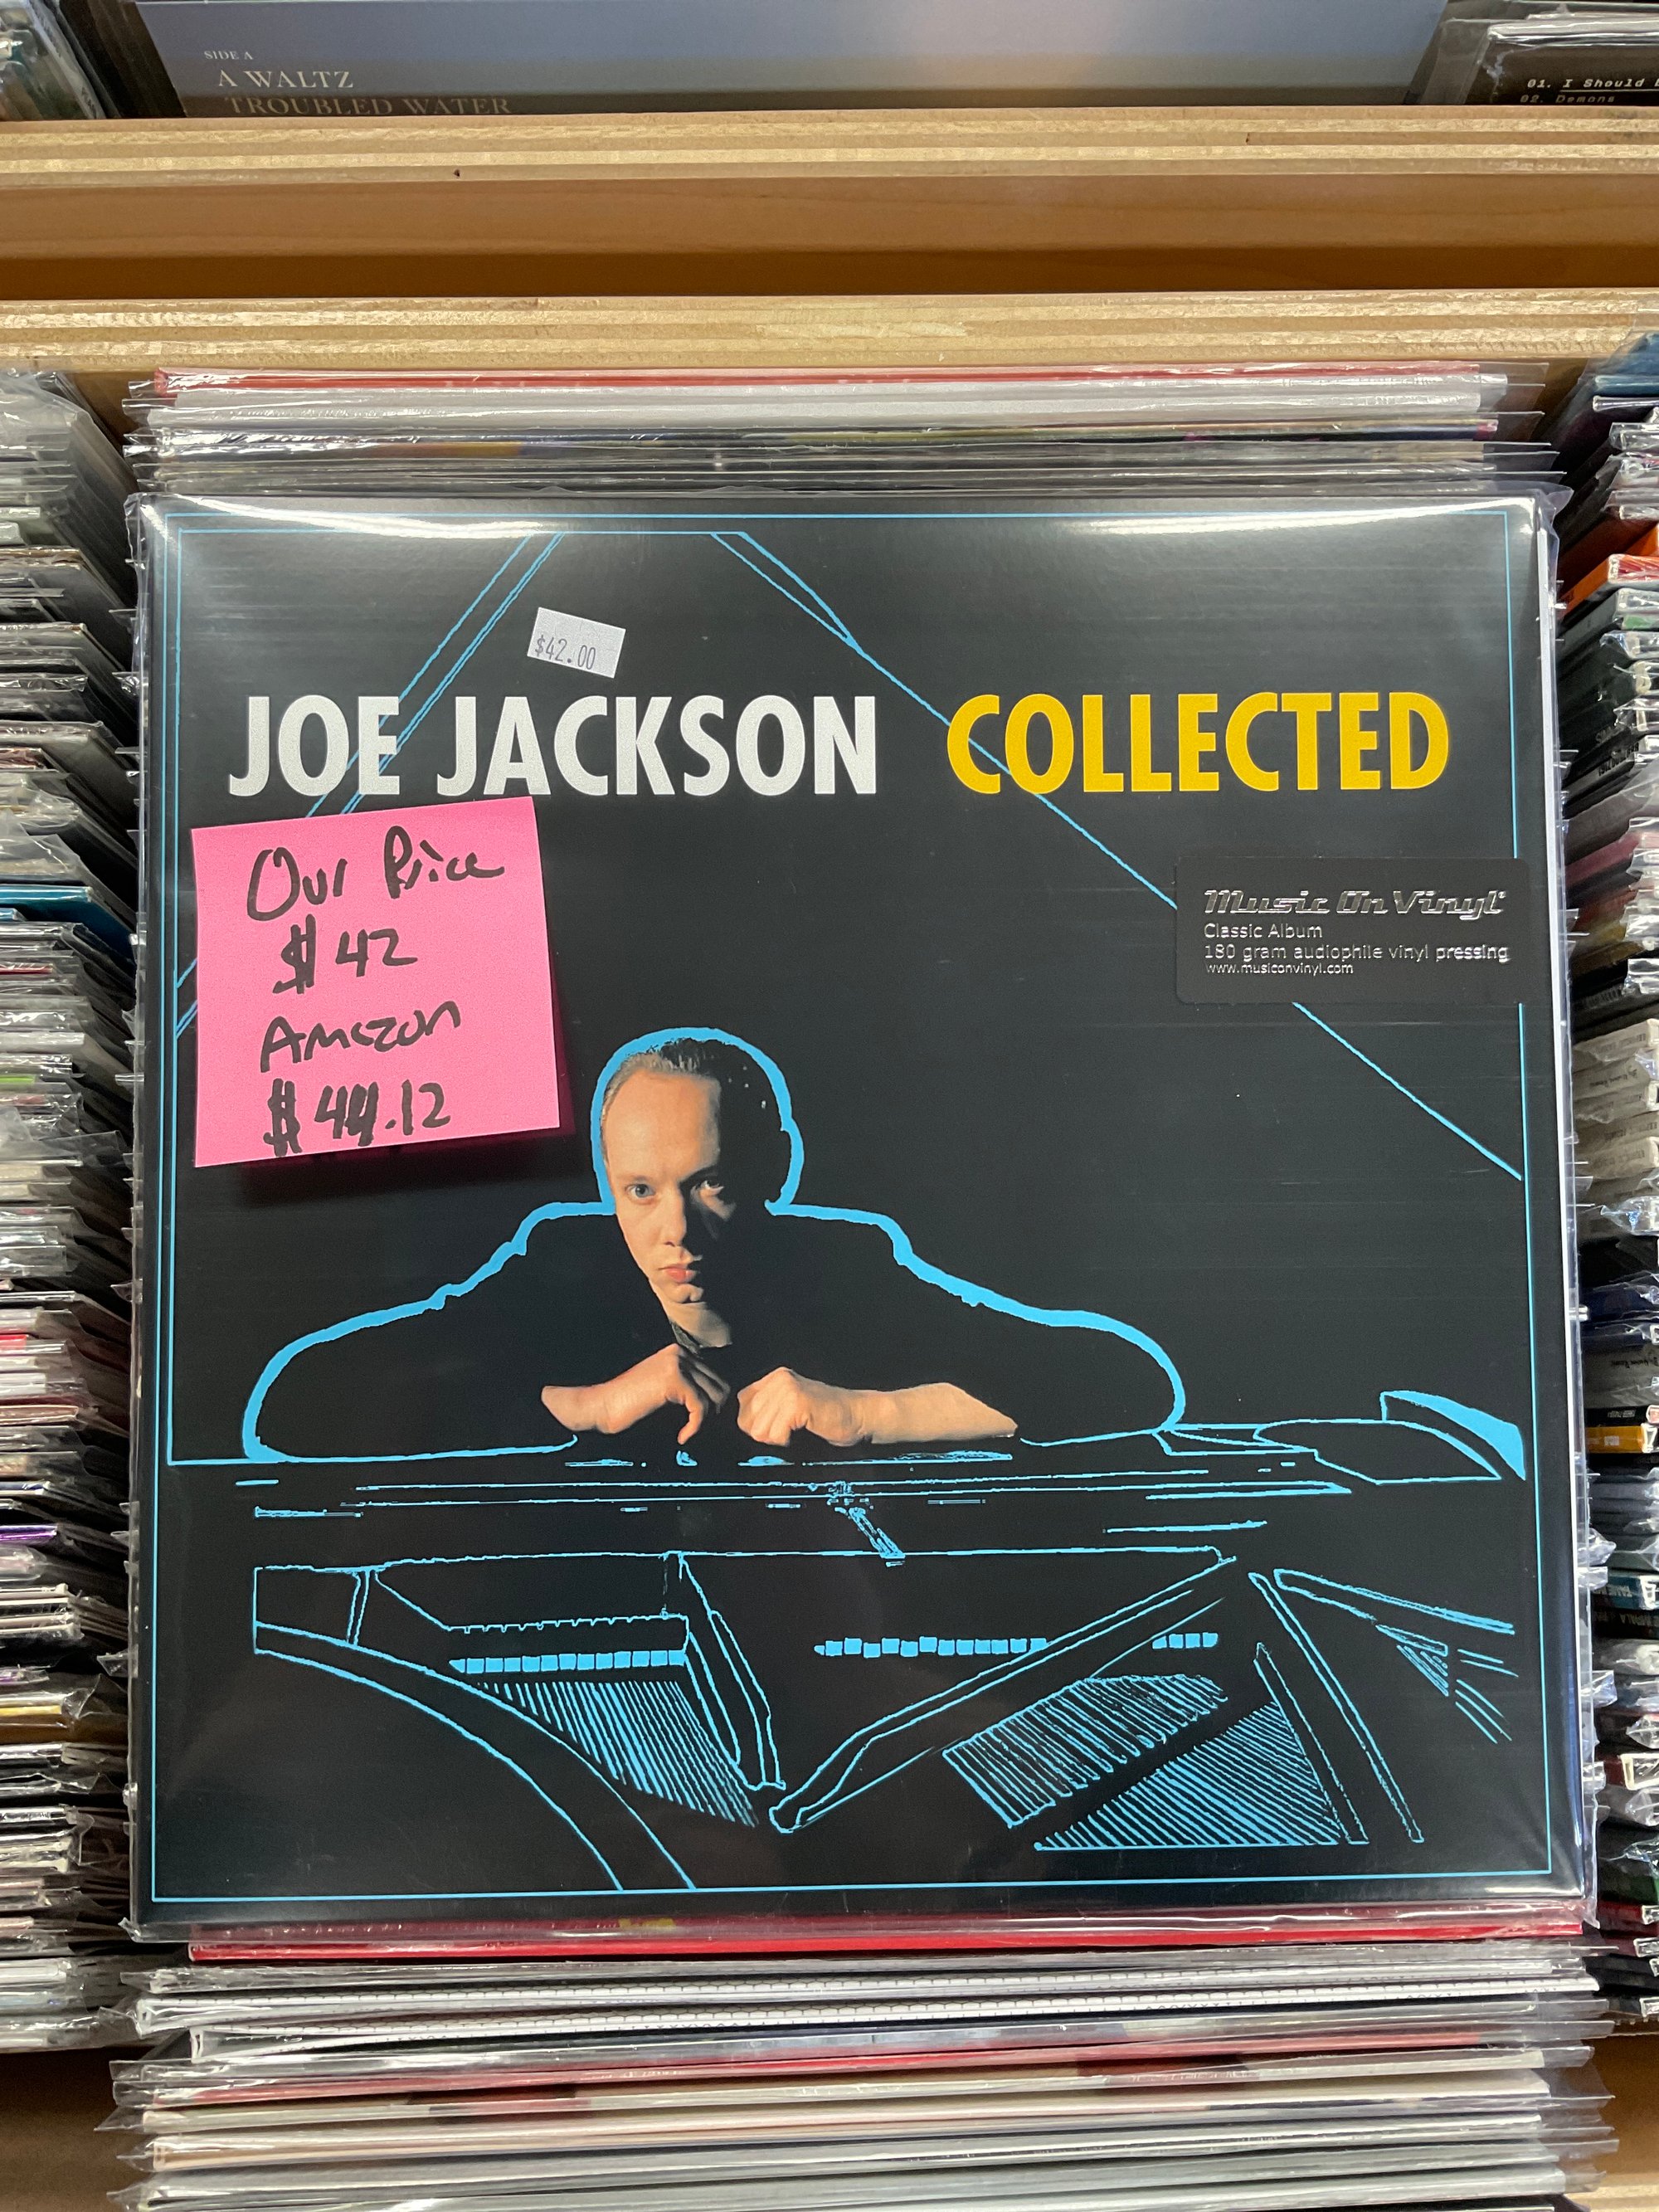 SIDE A
A WALTZ
TROUBLED WATER
01. I Should
02. Demons
$42.00
JOE JACKSON COLLECTED
Our Price
$42
Amazon
$44.12
Music On Vinyl
Classic Album
180 gram audiophile vinyl pressing
www.musiconvinyl.com